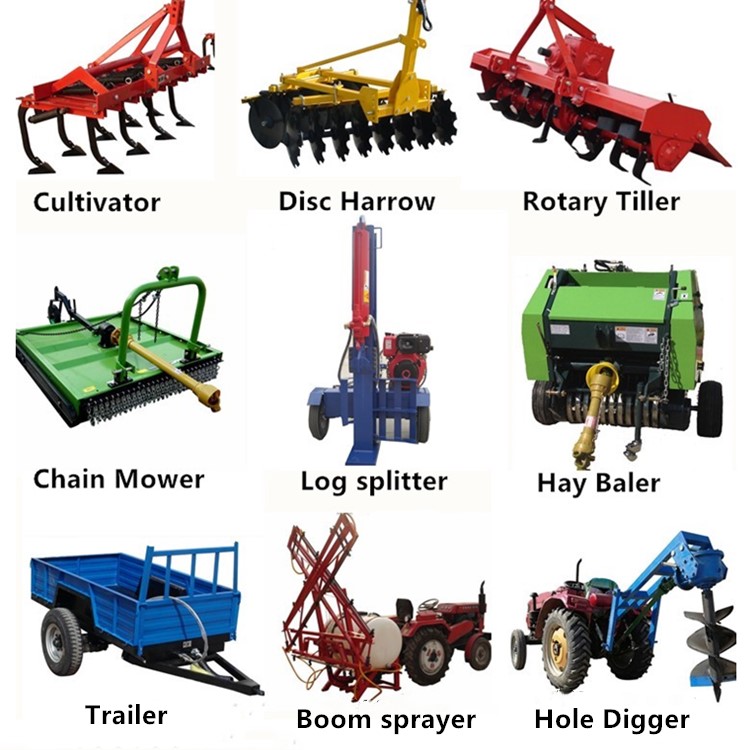 Cultivator
Disc Harrow
Rotary Tiller
Chain Mower
Log splitter
Hay Baler
Trailer
Boom sprayer
Hole Digger